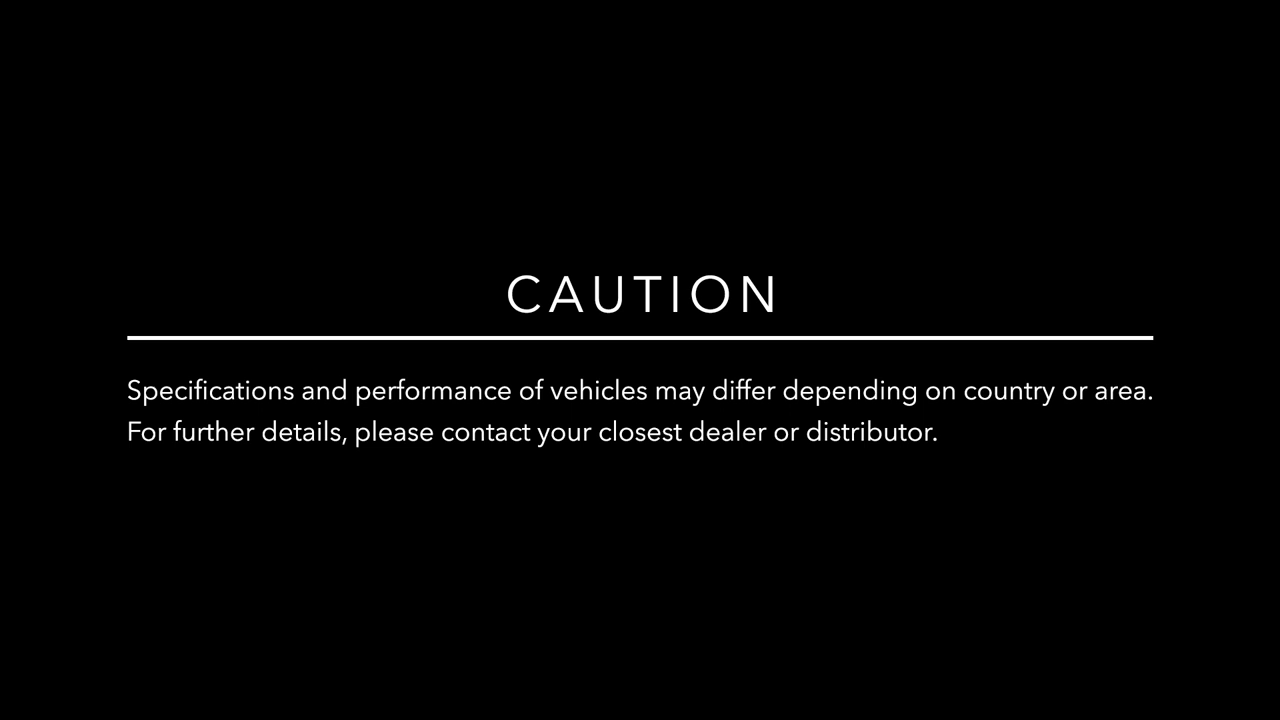 CAUTION
Specifications and performance of vehicles may differ depending on country or area.
For further details, please contact your closest dealer or distributor.